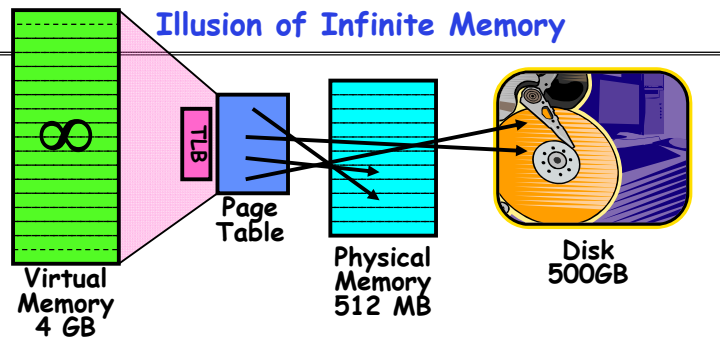 Illusion of Infinite Memory
∞
TLB
Page
Table
Virtual
Memory
4 GB
Physical
Memory
512 MB
Disk
500GB